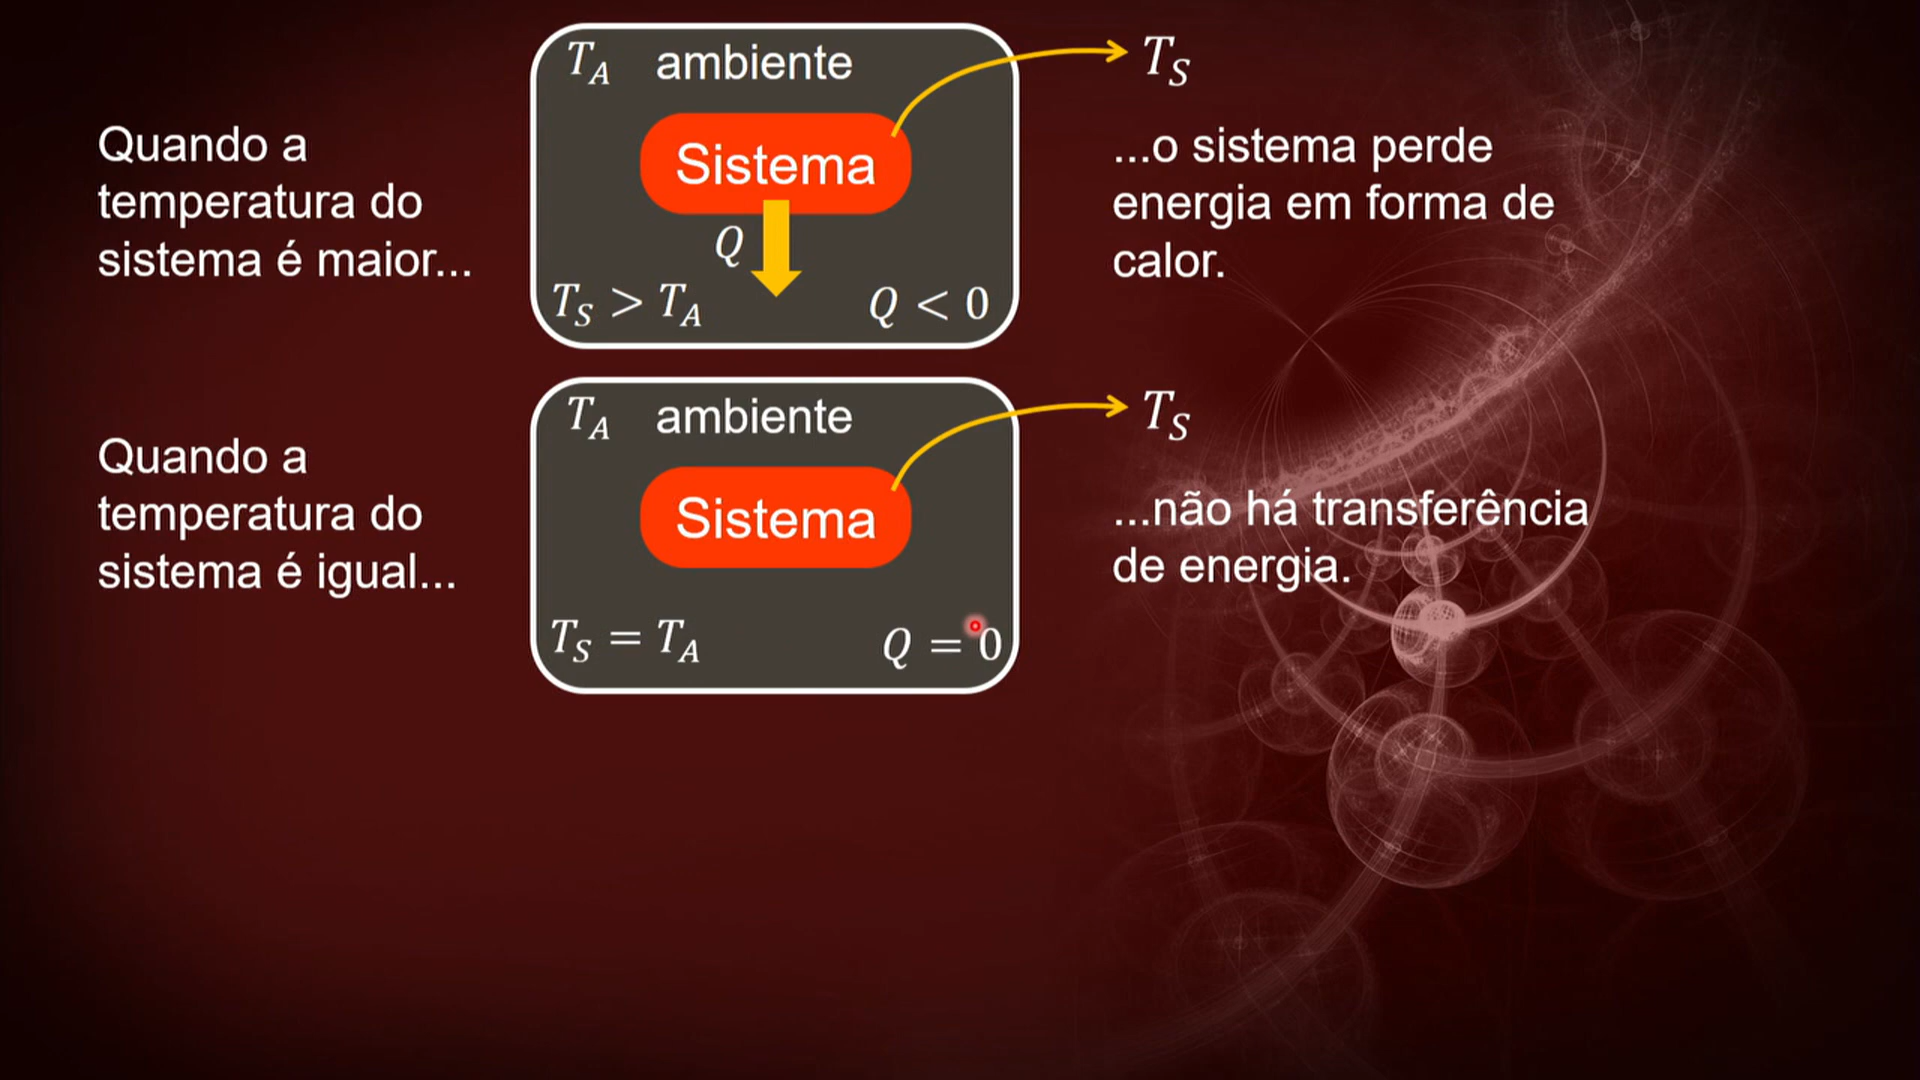 T_A ambiente
T_S
Quando a
temperatura do
sistema é maior...
Sistema
Q
T_S > T_A
Q < 0
...o sistema perde
energia em forma de
calor.
T_A ambiente
T_S
Quando a
temperatura do
sistema é igual...
Sistema
T_S = T_A
Q = 0
...não há transferência
de energia.